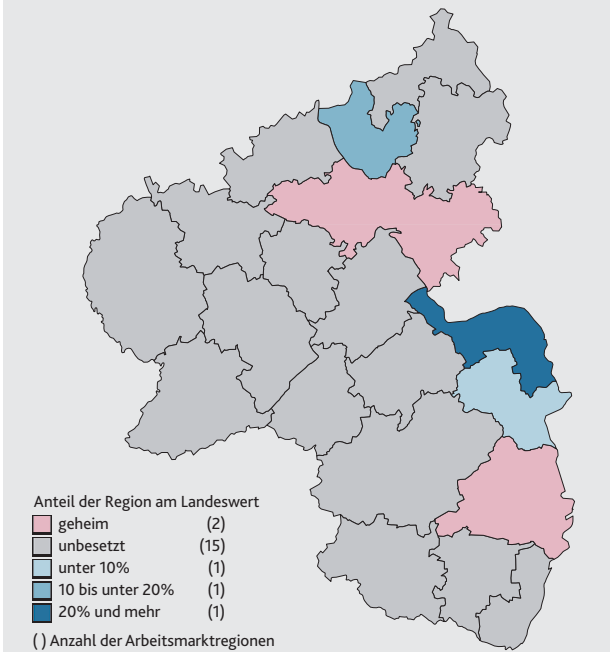 Anteil der Region am Landeswert
geheim (2)
unbesetzt (15)
unter 10% (1)
10 bis unter 20% (1)
20% und mehr (1)
( ) Anzahl der Arbeitsmarktregionen